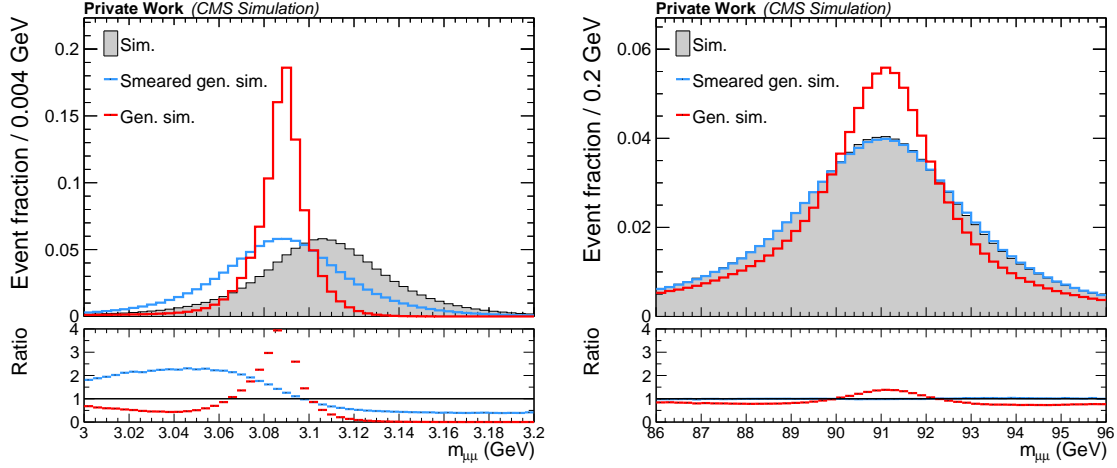 Private Work (CMS Simulation)
Event fraction / 0.004 GeV
0.2
0.15
0.1
0.05
0
Sim.
Smeared gen. sim.
Gen. sim.
Ratio
4
3
2
1
0
3 3.02 3.04 3.06 3.08 3.1 3.12 3.14 3.16 3.18 3.2
mμμ (GeV)
Private Work (CMS Simulation)
Event fraction / 0.2 GeV
0.06
0.04
0.02
0
Sim.
Smeared gen. sim.
Gen. sim.
Ratio
4
3
2
1
0
86 87 88 89 90 91 92 93 94 95 96
mμμ (GeV)